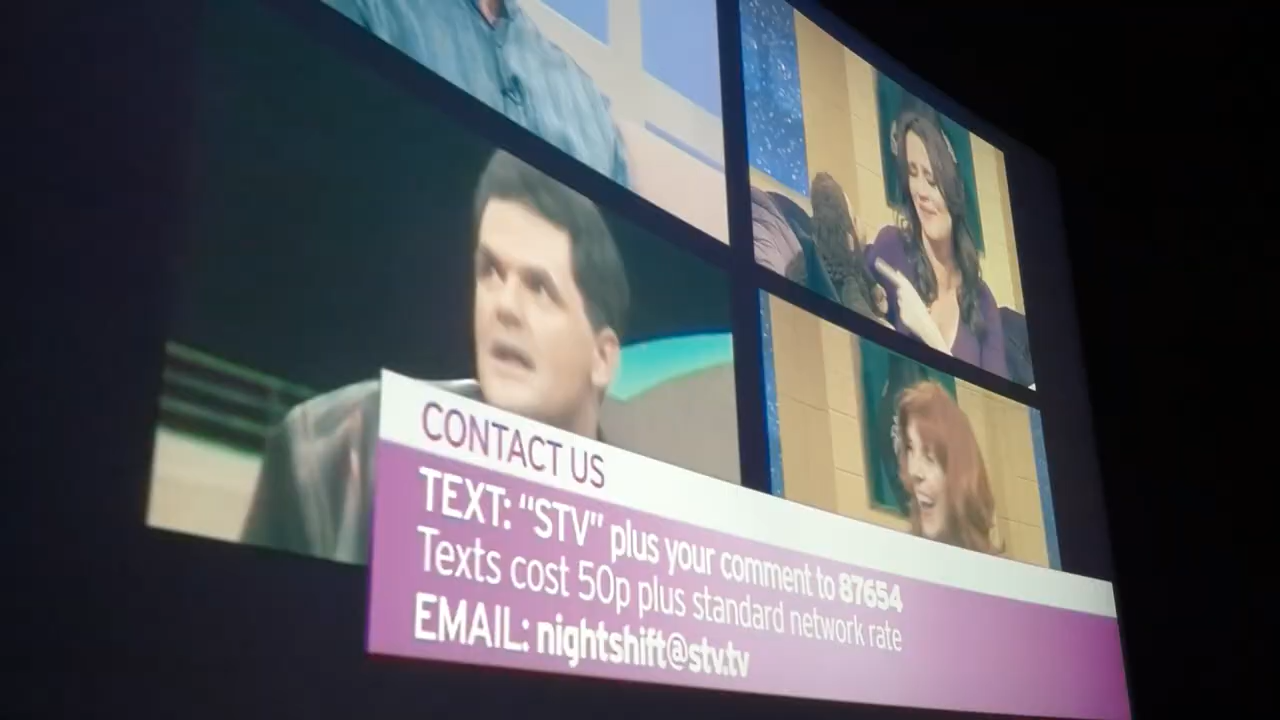 CONTACT US
TEXT: “STV” plus your comment to 87654
Texts cost 50p plus standard network rate
EMAIL: nightshift@stv.tv